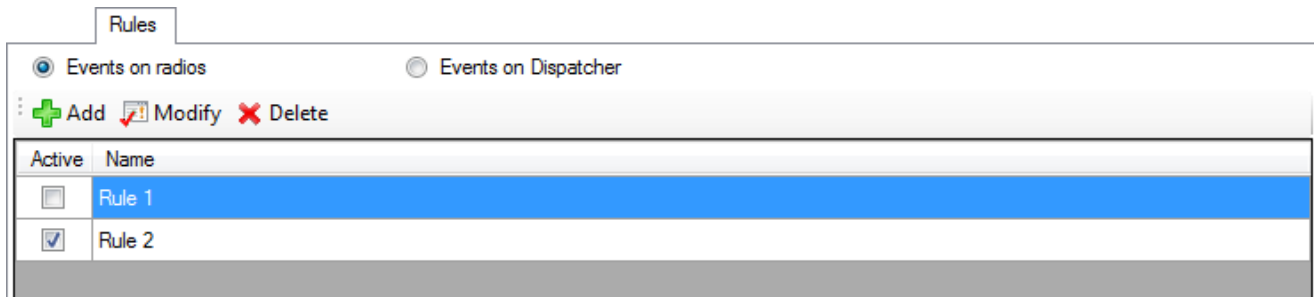 Rules
Events on radios Events on Dispatcher
Add Modify Delete
Active Name
Rule 1
Rule 2